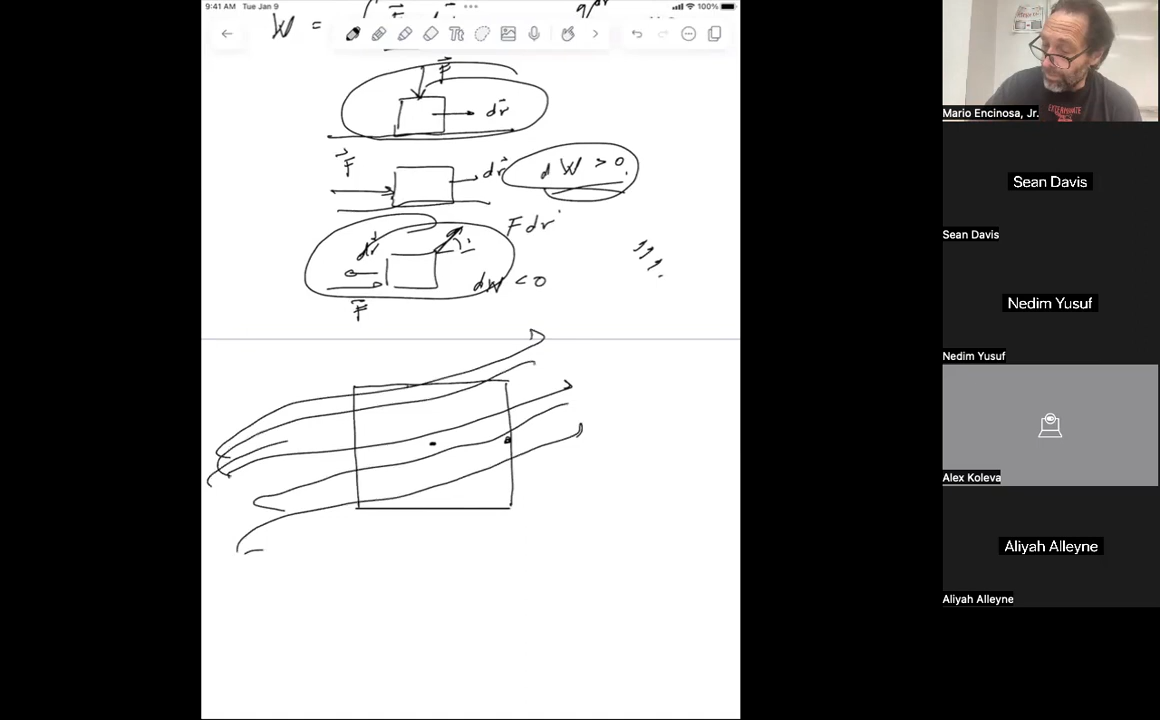 9:41 AM Tue Jan 9
100%
W =
F
dr
F
dr
dW > 0
F dr
dr
dW < 0
F
EXTERMINATE
Mario Encinosa, Jr.
Sean Davis
Sean Davis
Nedim Yusuf
Nedim Yusuf
Alex Koleva
Aliyah Alleyne
Aliyah Alleyne